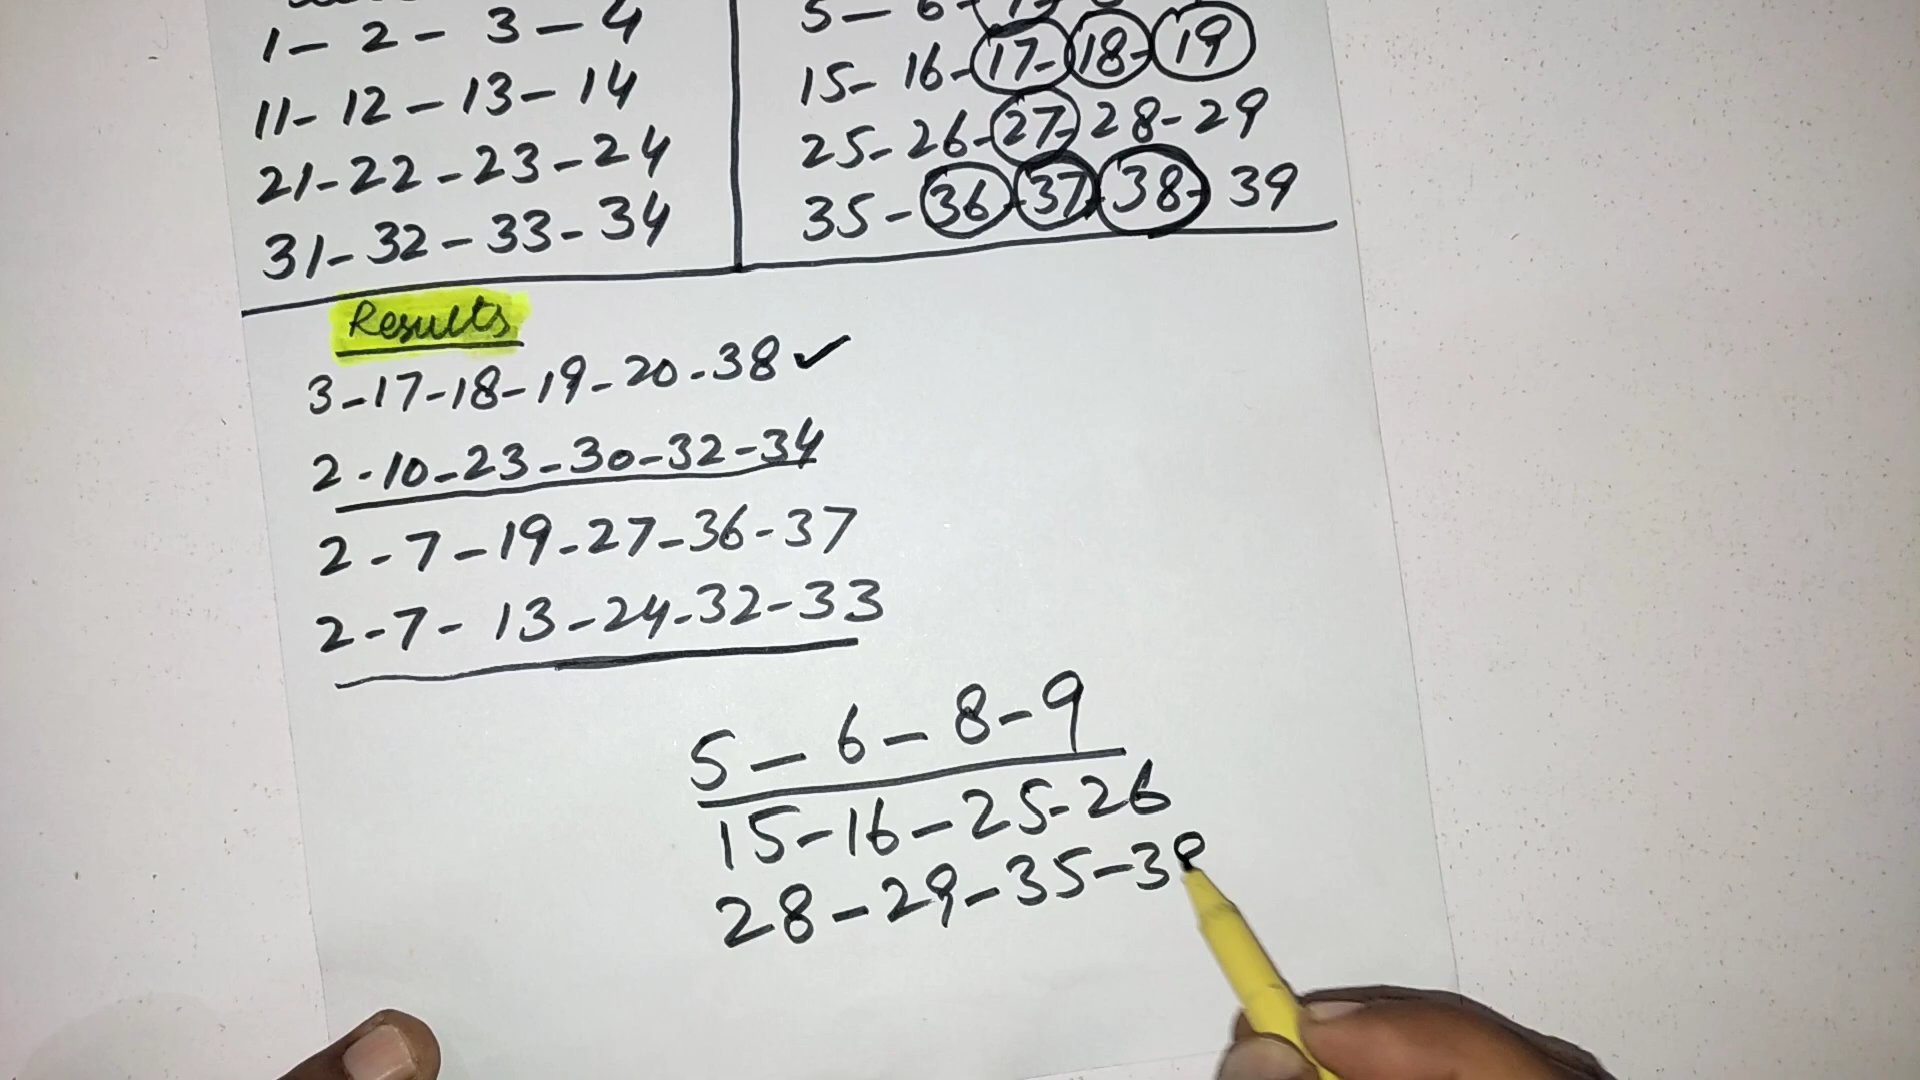 1 - 2 - 3 - 4
11 - 12 - 13 - 14
21 - 22 - 23 - 24
31 - 32 - 33 - 34
5 - 6 -
15 - 16 - 17 - 18 - 19
25 - 26 - 27 - 28 - 29
35 - 36 - 37 - 38 - 39
Results
3 - 17 - 18 - 19 - 20 - 38 ✓
2 - 10 - 23 - 30 - 32 - 34
2 - 7 - 19 - 27 - 36 - 37
2 - 7 - 13 - 24 - 32 - 33
5 - 6 - 8 - 9
15 - 16 - 25 - 26
28 - 29 - 35 - 3